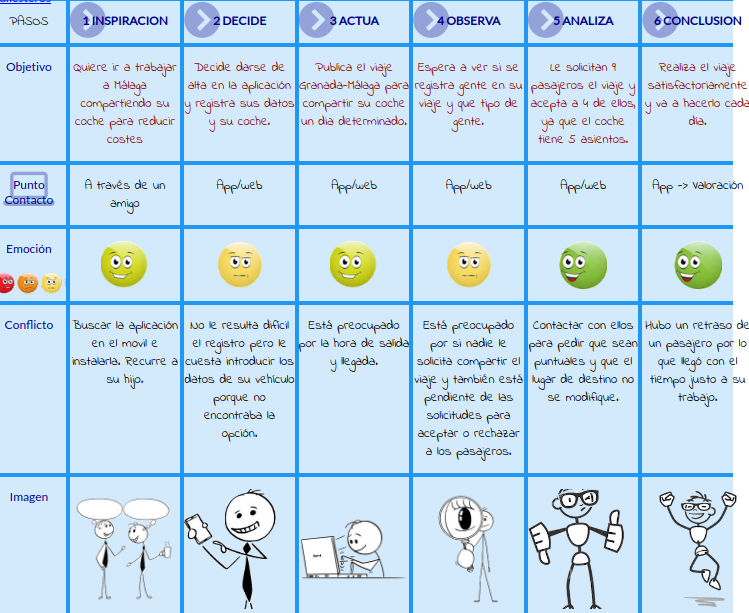 PASOS
1 INSPIRACION
2 DECIDE
3 ACTUA
4 OBSERVA
5 ANALIZA
6 CONCLUSION
Objetivo
Quiere ir a trabajar
a Málaga
compartiendo su
coche para reducir
costes
Decide darse de
alta en la aplicación
y registra sus datos
y su coche.
Publica el viaje
Granada-Málaga para
compartir su coche
un día determinado.
Espera a ver si se
registra gente en su
viaje y que tipo de
gente.
Le solicitan 9
pasajeros el viaje y
acepta a 4 de ellos,
ya que el coche
tiene 5 asientos.
Realiza el viaje
satisfactoriamente
y va a hacerlo cada
día.
Punto
Contacto
A través de un
amigo
App/web
App/web
App/web
App/web
App -> Valoración
Emoción
Conflicto
Buscar la aplicación
en el movil e
instalarla. Recurre a
su hijo.
No le resulta difícil
el registro pero le
cuesta introducir los
datos de su vehículo
porque no
encontraba la
opción.
Está preocupado
por la hora de salida
y llegada.
Está preocupado
por si nadie le
solicita compartir el
viaje y también está
pendiente de las
solicitudes para
aceptar o rechazar
a los pasajeros.
Contactar con ellos
para pedir que sean
puntuales y que el
lugar de destino no
se modifique.
Hubo un retraso de
un pasajero por lo
que llegó con el
tiempo justo a su
trabajo.
Imagen